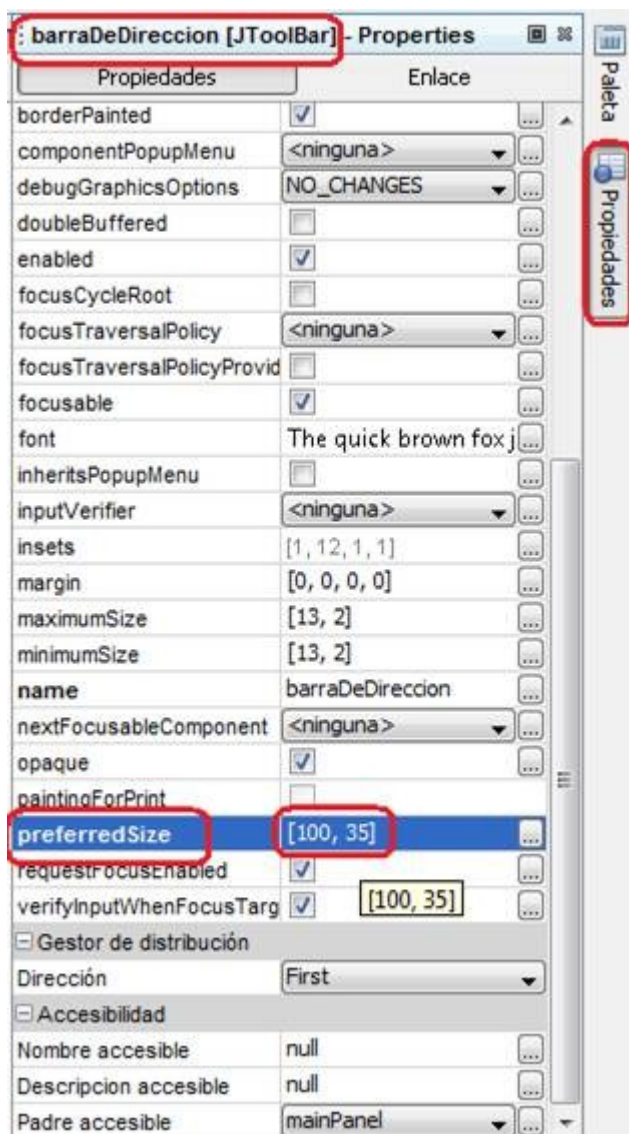 barraDeDireccion [JToolBar] - Properties
Propiedades Enlace
borderPainted
componentPopupMenu <ninguna>
debugGraphicsOptions NO_CHANGES
doubleBuffered
enabled
focusCycleRoot
focusTraversalPolicy <ninguna>
focusTraversalPolicyProvid
focusable
font The quick brown fox j
inheritsPopupMenu
inputVerifier <ninguna>
insets [1, 12, 1, 1]
margin [0, 0, 0, 0]
maximumSize [13, 2]
minimumSize [13, 2]
name barraDeDireccion
nextFocusableComponent <ninguna>
opaque
paintingForPrint
preferredSize [100, 35]
requestFocusEnabled
verifyInputWhenFocusTarg [100, 35]
Gestor de distribución
Dirección First
Accesibilidad
Nombre accesible null
Descripcion accesible null
Padre accesible mainPanel
Paleta
Propiedades